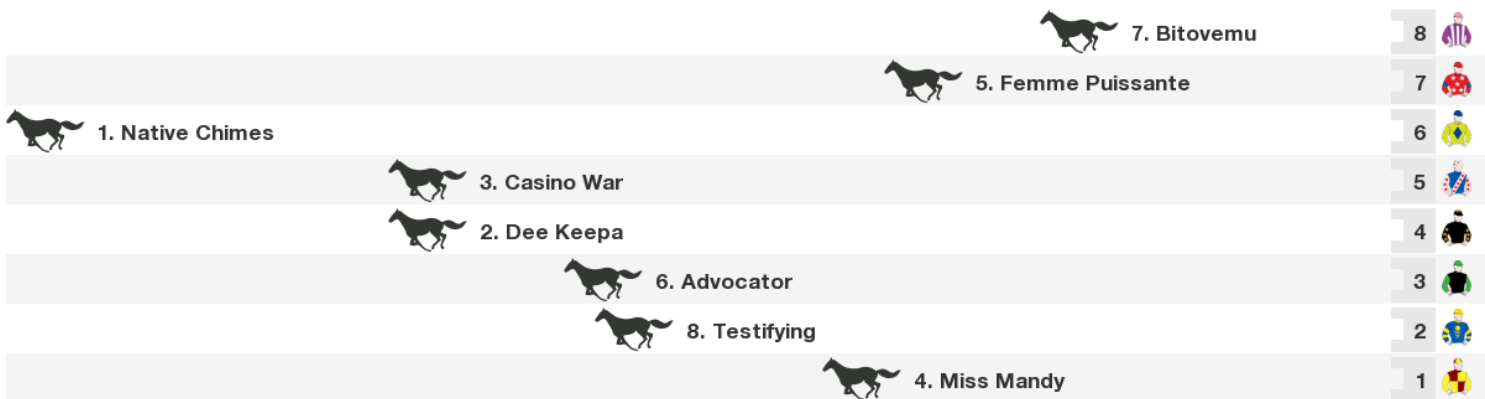 7. Bitovemu 8
5. Femme Puissante 7
1. Native Chimes 6
3. Casino War 5
2. Dee Keepa 4
6. Advocator 3
8. Testifying 2
4. Miss Mandy 1